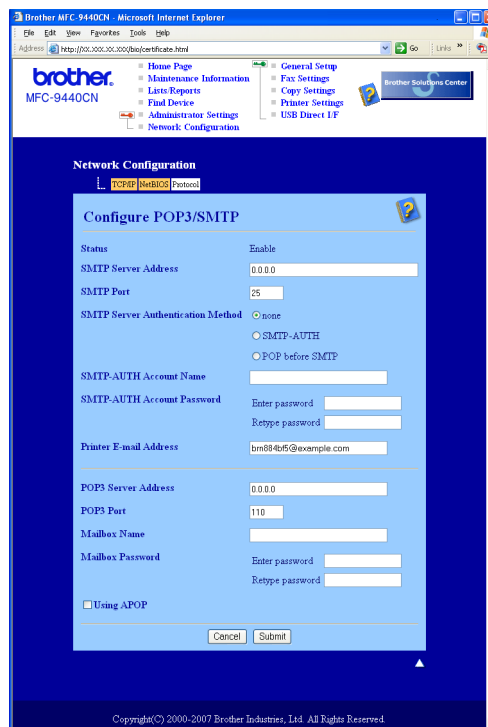 Brother MFC-9440CN - Microsoft Internet Explorer
File Edit View Favorites Tools Help
Address http://XX.XXX.XX.XXX/bio/certificate.html Go Links »
brother.
MFC-9440CN
Home Page
Maintenance Information
Lists/Reports
Find Device
Administrator Settings
Network Configuration
General Setup
Fax Settings
Copy Settings
Printer Settings
USB Direct I/F
Brother Solutions Center
Network Configuration
TCP/IP NetBIOS Protocol
Configure POP3/SMTP
Status Enable
SMTP Server Address 0.0.0.0
SMTP Port 25
SMTP Server Authentication Method none
SMTP-AUTH
POP before SMTP
SMTP-AUTH Account Name
SMTP-AUTH Account Password Enter password
Retype password
Printer E-mail Address brn884bf5@example.com
POP3 Server Address 0.0.0.0
POP3 Port 110
Mailbox Name
Mailbox Password Enter password
Retype password
Using APOP
Cancel Submit
Copyright(C) 2000-2007 Brother Industries, Ltd. All Rights Reserved.